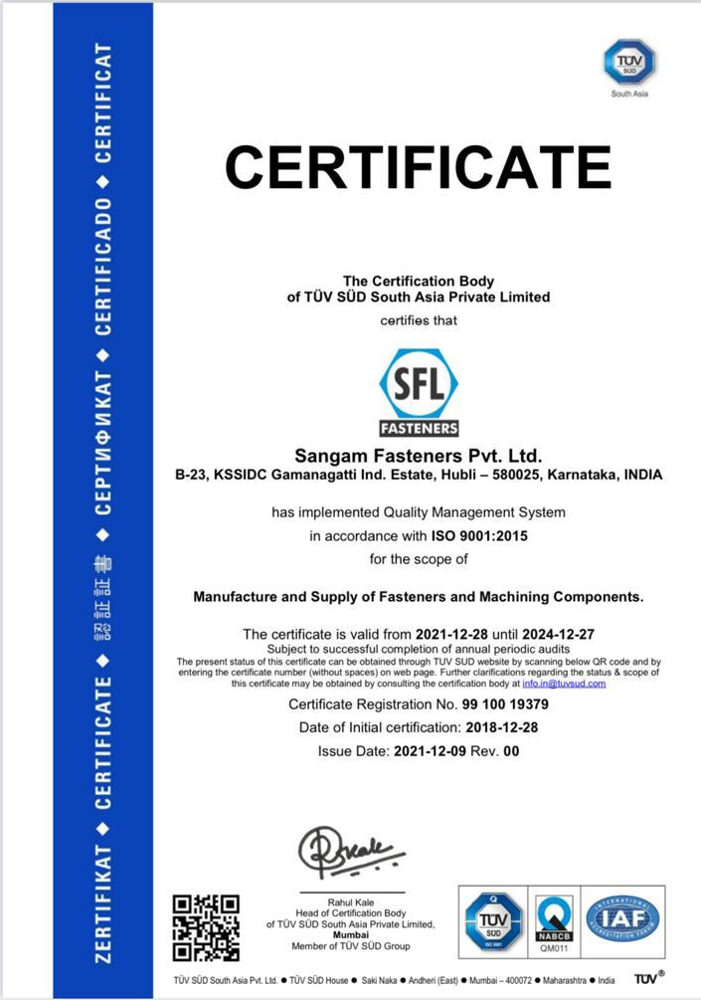 ZERTIFIKAT ◆ CERTIFICATE ◆ 認証証書 ◆ СЕРТИФИКАТ ◆ CERTIFICADO ◆ CERTIFICAT
TÜV
SÜD
South Asia
CERTIFICATE
The Certification Body
of TÜV SÜD South Asia Private Limited
certifies that
SFL
FASTENERS
Sangam Fasteners Pvt. Ltd.
B-23, KSSIDC Gamanagatti Ind. Estate, Hubli – 580025, Karnataka, INDIA
has implemented Quality Management System
in accordance with ISO 9001:2015
for the scope of
Manufacture and Supply of Fasteners and Machining Components.
The certificate is valid from 2021-12-28 until 2024-12-27
Subject to successful completion of annual periodic audits
The present status of this certificate can be obtained through TUV SUD website by scanning below QR code and by
entering the certificate number (without spaces) on web page. Further clarifications regarding the status & scope of
this certificate may be obtained by consulting the certification body at info.in@tuvsud.com
Certificate Registration No. 99 100 19379
Date of Initial certification: 2018-12-28
Issue Date: 2021-12-09 Rev. 00
RKale
Rahul Kale
Head of Certification Body
of TÜV SÜD South Asia Private Limited,
Mumbai
Member of TÜV SÜD Group
Q
TÜV
SÜD
ISO 9001
NABCB
QM011
INTERNATIONAL
IAF
ACCREDITATION FORUM
TÜV SÜD South Asia Pvt. Ltd. ● TÜV SÜD House ● Saki Naka ● Andheri (East) ● Mumbai – 400072 ● Maharashtra ● India
TÜV®